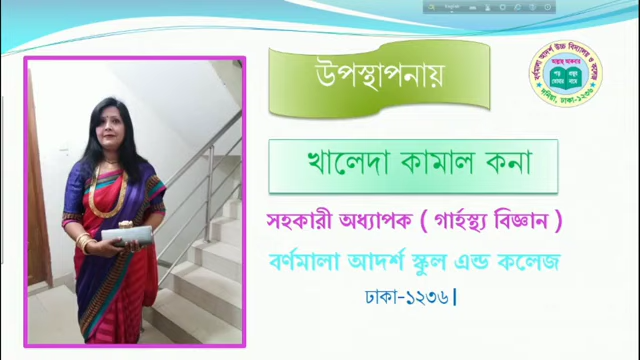 উপস্থাপনায়
খালেদা কামাল কনা
সহকারী অধ্যাপক ( গার্হস্থ্য বিজ্ঞান )
বর্ণমালা আদর্শ স্কুল এন্ড কলেজ
ঢাকা-১২৩৬|